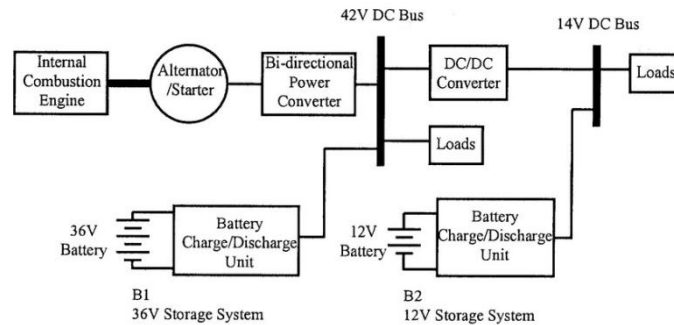 42V DC Bus
14V DC Bus
Internal
Combustion
Engine
Alternator
/Starter
Bi-directional
Power
Converter
DC/DC
Converter
Loads
Loads
36V
Battery
Battery
Charge/Discharge
Unit
12V
Battery
Battery
Charge/Discharge
Unit
B1
36V Storage System
B2
12V Storage System